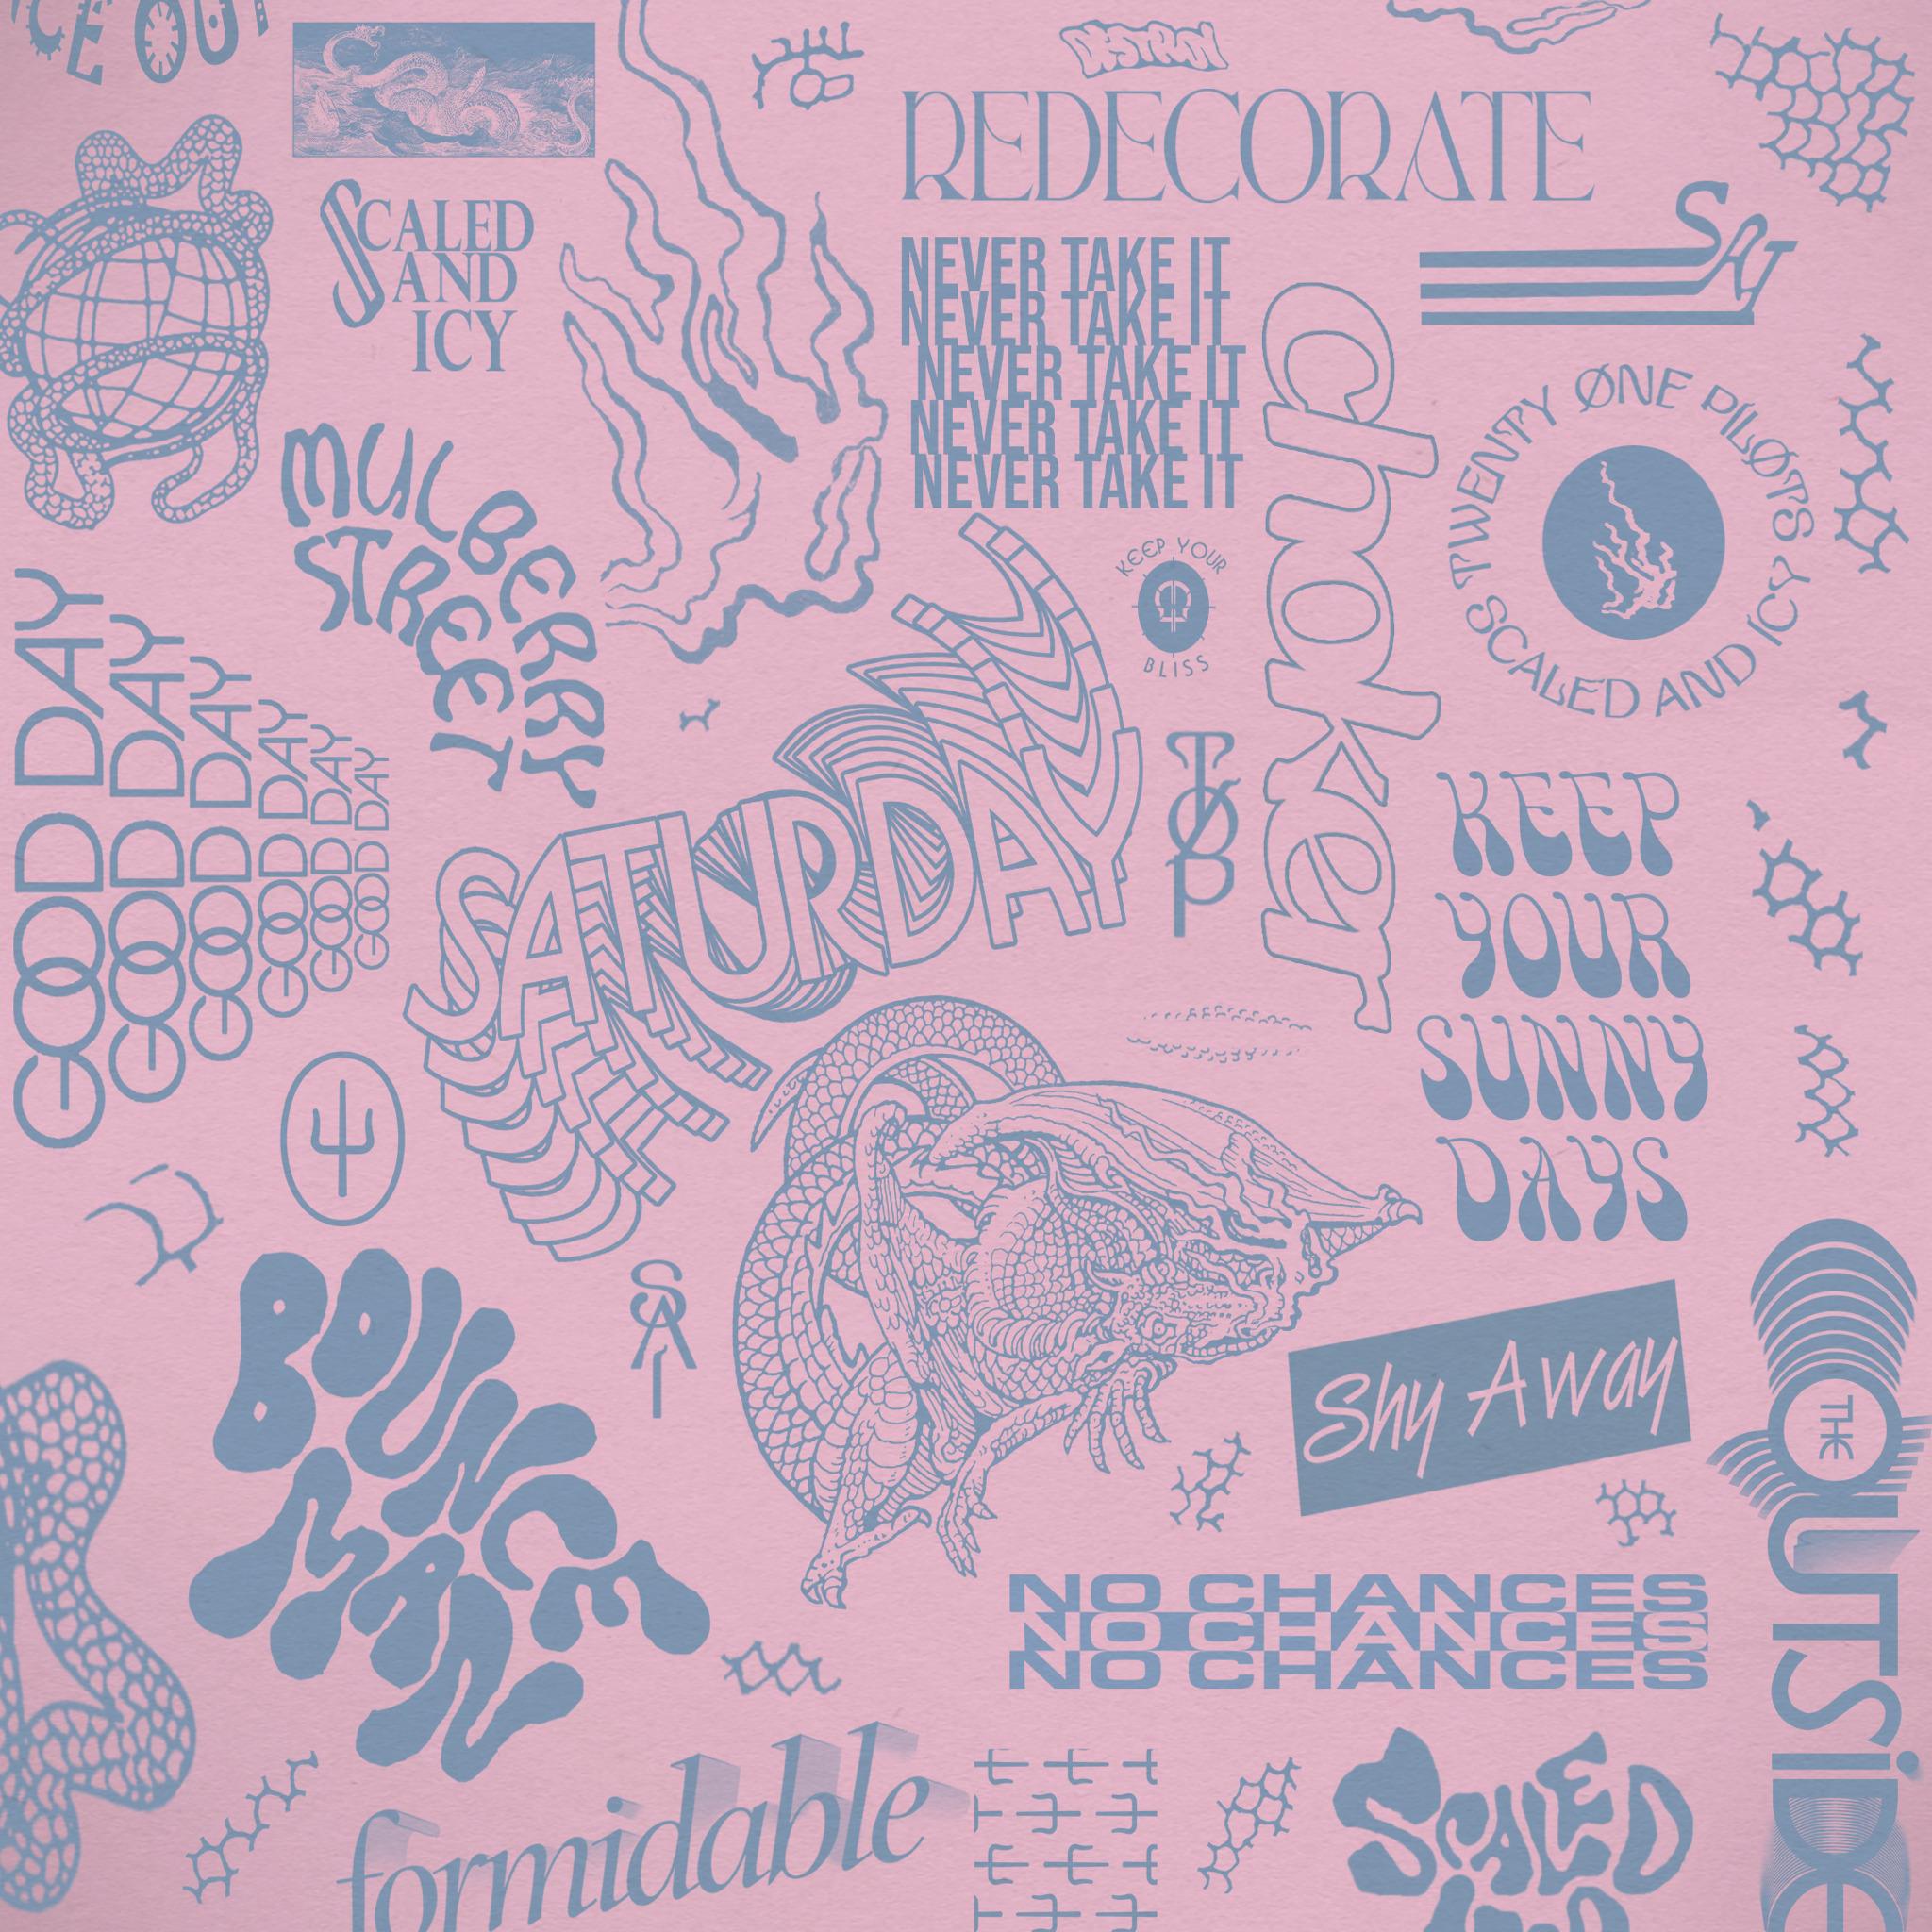 CE OUT
DESTROY
REDECORATE
SAI
SCALED
AND
ICY
NEVER TAKE IT
NEVER TAKE IT
NEVER TAKE IT
NEVER TAKE IT
NEVER TAKE IT
Choker
TWENTY ØNE PILØTS
SCALED AND ICY
MULBERRY
STREET
KEEP YOUR
BLISS
GOOD DAY
GOOD DAY
GOOD DAY
GOOD DAY
GOOD DAY
GOOD DAY
SATURDAY
TØP
KEEP
YOUR
SUNNY
DAYS
BOUNCE
MAN
SAI
Shy Away
THE
OUTSiDE
NO CHANCES
NO CHANCES
NO CHANCES
formidable
SCALED
AND